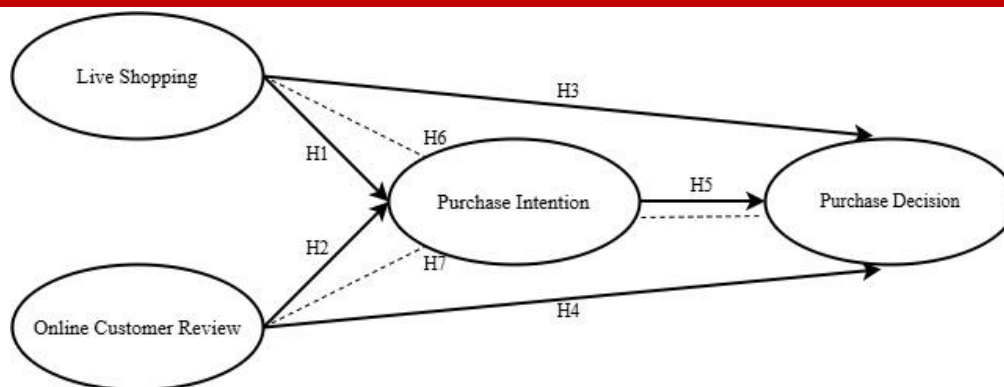 Live Shopping
H3
H6
H1
Purchase Intention
H5
Purchase Decision
H2
H7
H4
Online Customer Review